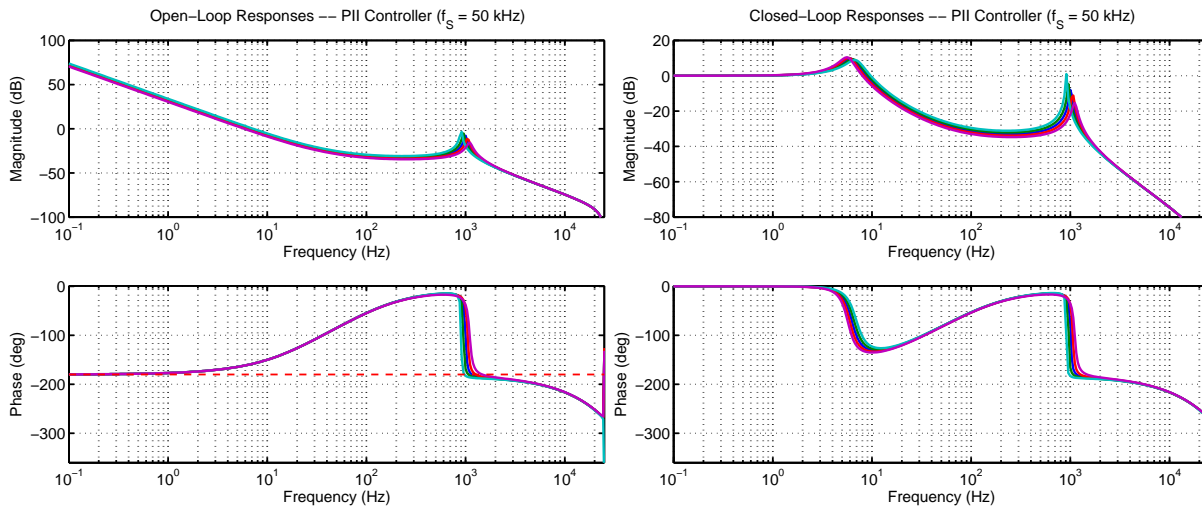 Open−Loop Responses −− PII Controller (f_S = 50 kHz)
Magnitude (dB)
100
50
0
−50
−100
10^−1 10^0 10^1 10^2 10^3 10^4
Frequency (Hz)
Phase (deg)
0
−100
−200
−300
10^−1 10^0 10^1 10^2 10^3 10^4
Frequency (Hz)
Closed−Loop Responses −− PII Controller (f_S = 50 kHz)
Magnitude (dB)
20
0
−20
−40
−60
−80
10^−1 10^0 10^1 10^2 10^3 10^4
Frequency (Hz)
Phase (deg)
0
−100
−200
−300
10^−1 10^0 10^1 10^2 10^3 10^4
Frequency (Hz)